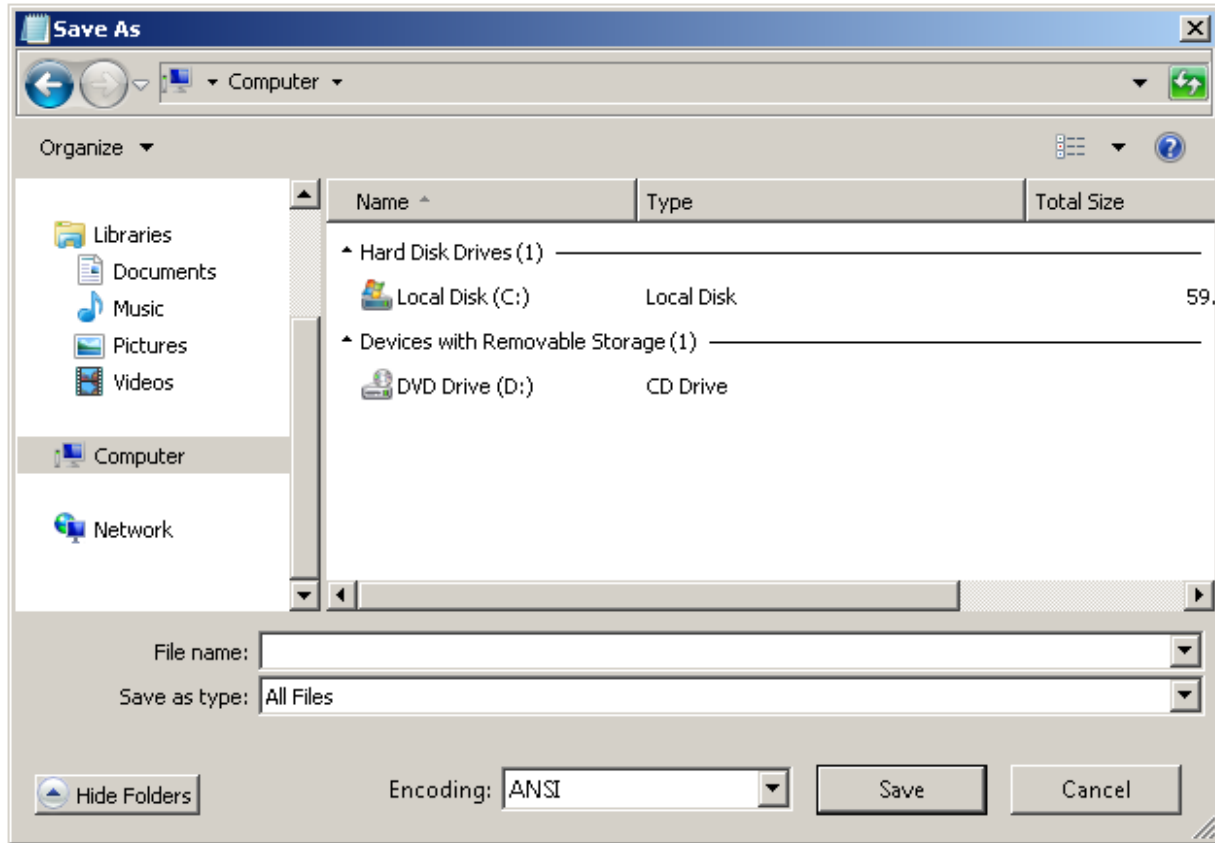 Save As
Computer
Organize
Name Type Total Size
Libraries
Documents
Music
Pictures
Videos
Computer
Network
Hard Disk Drives (1)
Local Disk (C:) Local Disk 59.
Devices with Removable Storage (1)
DVD Drive (D:) CD Drive
File name:
Save as type: All Files
Hide Folders Encoding: ANSI Save Cancel